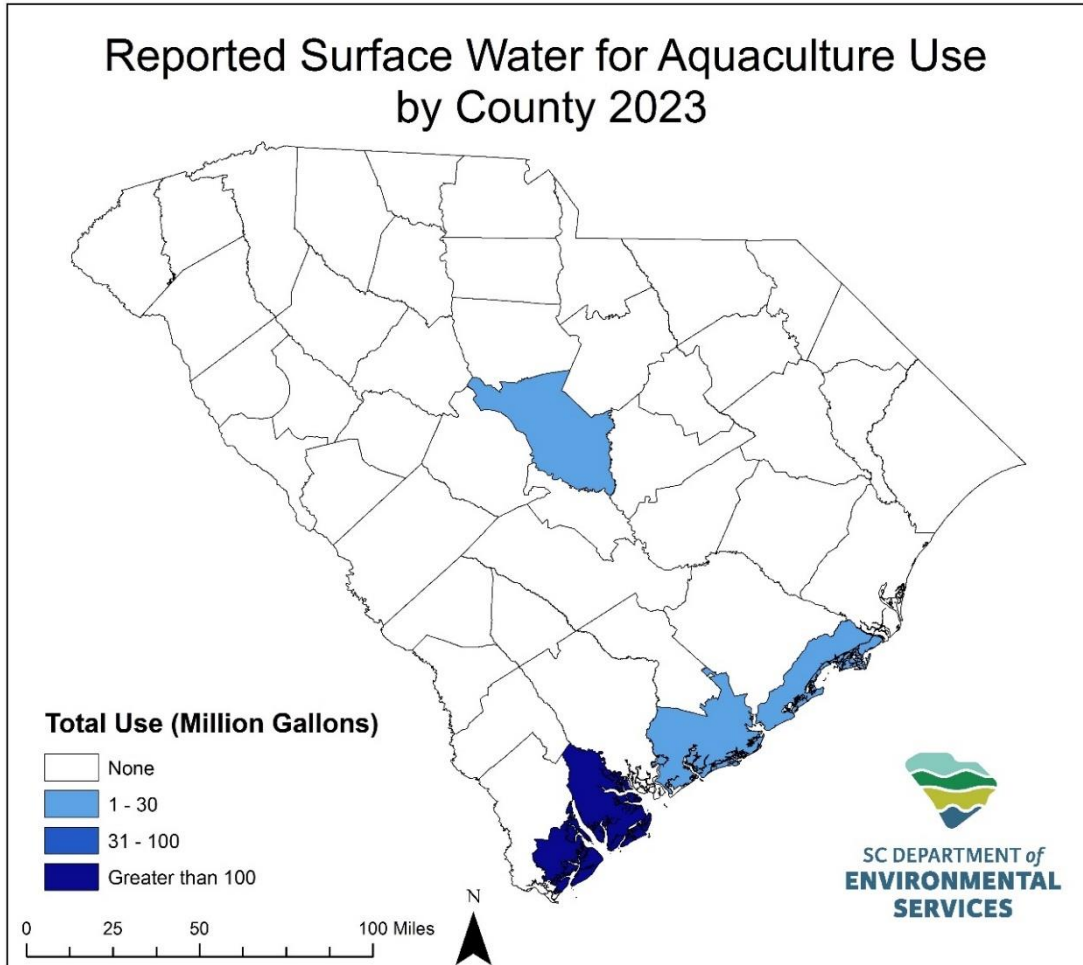 Reported Surface Water for Aquaculture Use
by County 2023
Total Use (Million Gallons)
None
1 - 30
31 - 100
Greater than 100
0 25 50 100 Miles
N
SC DEPARTMENT of
ENVIRONMENTAL
SERVICES